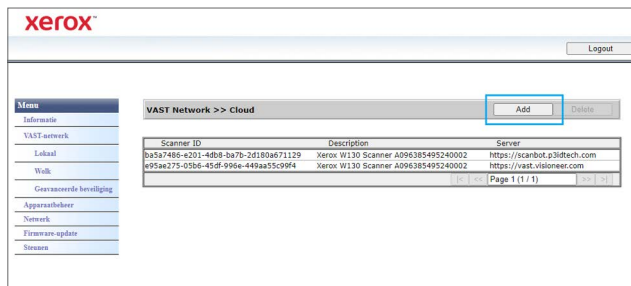 xerox™
Logout
Menu
Informatie
VAST-netwerk
Lokaal
Wolk
Geavanceerde beveiliging
Apparaatbeheer
Netwerk
Firmware-update
Steunen
VAST Network >> Cloud
Add
Delete
Scanner ID Description Server
ba5a7486-e201-4db8-ba7b-2d180a671129 Xerox W130 Scanner A096385495240002 https://scanbot.p3idtech.com
e95ae275-05b6-45df-996e-449aa55c99f4 Xerox W130 Scanner A096385495240002 https://vast.visioneer.com
|< << Page 1 (1 / 1) >> >|